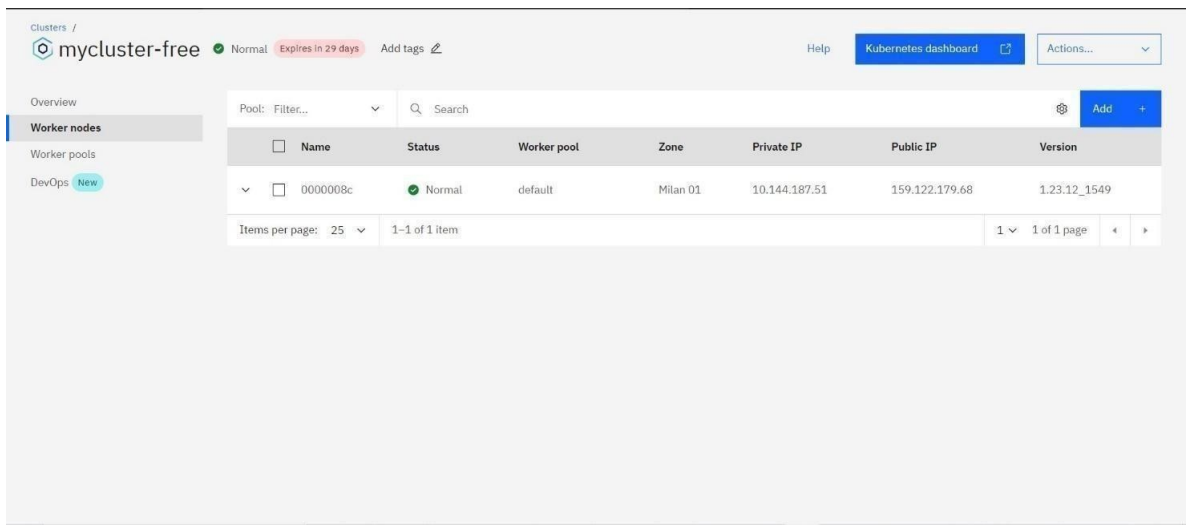 Clusters /
mycluster-free Normal Expires in 29 days Add tags Help Kubernetes dashboard Actions...
Overview
Worker nodes
Worker pools
DevOps New
Pool: Filter... Search Add +
Name Status Worker pool Zone Private IP Public IP Version
0000008c Normal default Milan 01 10.144.187.51 159.122.179.68 1.23.12_1549
Items per page: 25 1–1 of 1 item 1 1 of 1 page